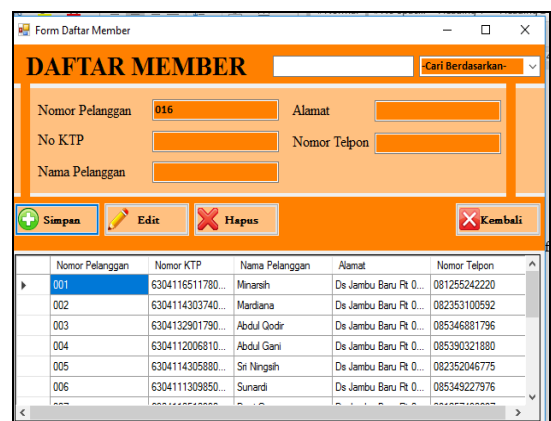 Form Daftar Member
DAFTAR MEMBER -Cari Berdasarkan-
Nomor Pelanggan 016 Alamat
No KTP Nomor Telpon
Nama Pelanggan
Simpan Edit Hapus Kembali
Nomor Pelanggan Nomor KTP Nama Pelanggan Alamat Nomor Telpon
001 6304116511780... Minarsih Ds Jambu Baru Rt 0... 081255242220
002 6304114303740... Mardiana Ds Jambu Baru Rt 0... 082353100592
003 6304132901790... Abdul Qodir Ds Jambu Baru Rt 0... 085346881796
004 6304112006810... Abdul Gani Ds Jambu Baru Rt 0... 085390321880
005 6304114305880... Sri Ningsih Ds Jambu Baru Rt 0... 082352046775
006 6304111309850... Sunardi Ds Jambu Baru Rt 0... 085349227976